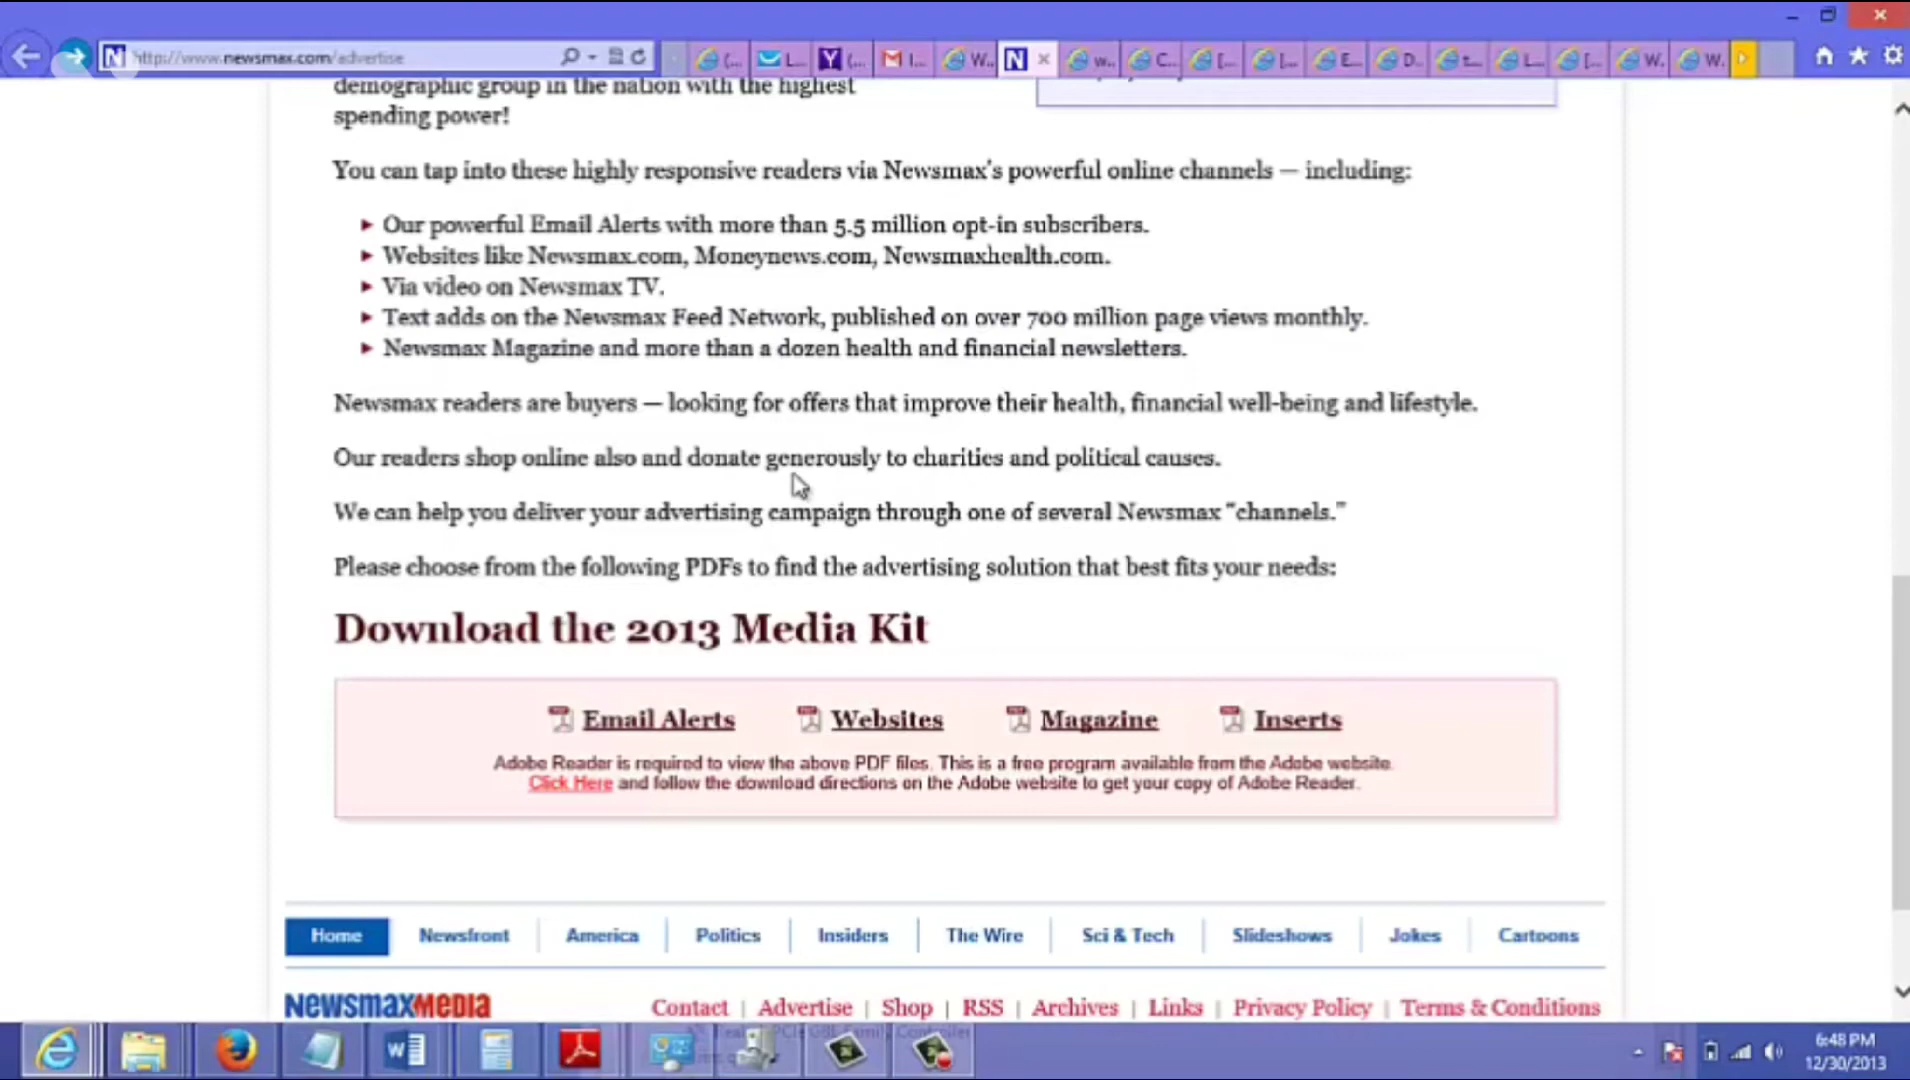 http://www.newsmax.com/advertise
(...
L...
(...
I...
W...
w...
C...
[...
[...
E...
D...
t...
L...
[...
W...
W...
demographic group in the nation with the highest
spending power!
You can tap into these highly responsive readers via Newsmax's powerful online channels — including:
Our powerful Email Alerts with more than 5.5 million opt-in subscribers.
Websites like Newsmax.com, Moneynews.com, Newsmaxhealth.com.
Via video on Newsmax TV.
Text adds on the Newsmax Feed Network, published on over 700 million page views monthly.
Newsmax Magazine and more than a dozen health and financial newsletters.
Newsmax readers are buyers — looking for offers that improve their health, financial well-being and lifestyle.
Our readers shop online also and donate generously to charities and political causes.
We can help you deliver your advertising campaign through one of several Newsmax “channels.”
Please choose from the following PDFs to find the advertising solution that best fits your needs:
Download the 2013 Media Kit
Email Alerts Websites Magazine Inserts
Adobe Reader is required to view the above PDF files. This is a free program available from the Adobe website.
Click Here and follow the download directions on the Adobe website to get your copy of Adobe Reader.
Home Newsfront America Politics Insiders The Wire Sci & Tech Slideshows Jokes Cartoons
NEWSMAXMEDIA Contact | Advertise | Shop | RSS | Archives | Links | Privacy Policy | Terms & Conditions
6:48 PM
12/30/2013